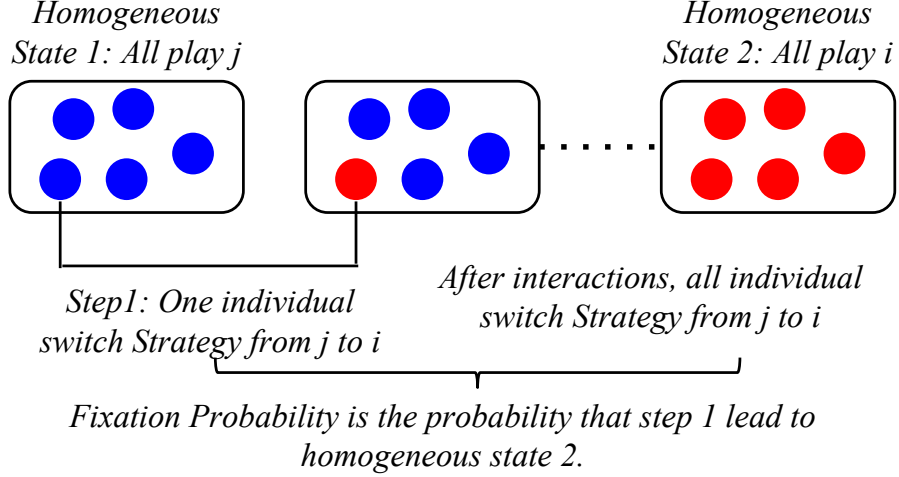 Homogeneous
State 1: All play j
Homogeneous
State 2: All play i
Step1: One individual
switch Strategy from j to i
After interactions, all individual
switch Strategy from j to i
Fixation Probability is the probability that step 1 lead to
homogeneous state 2.